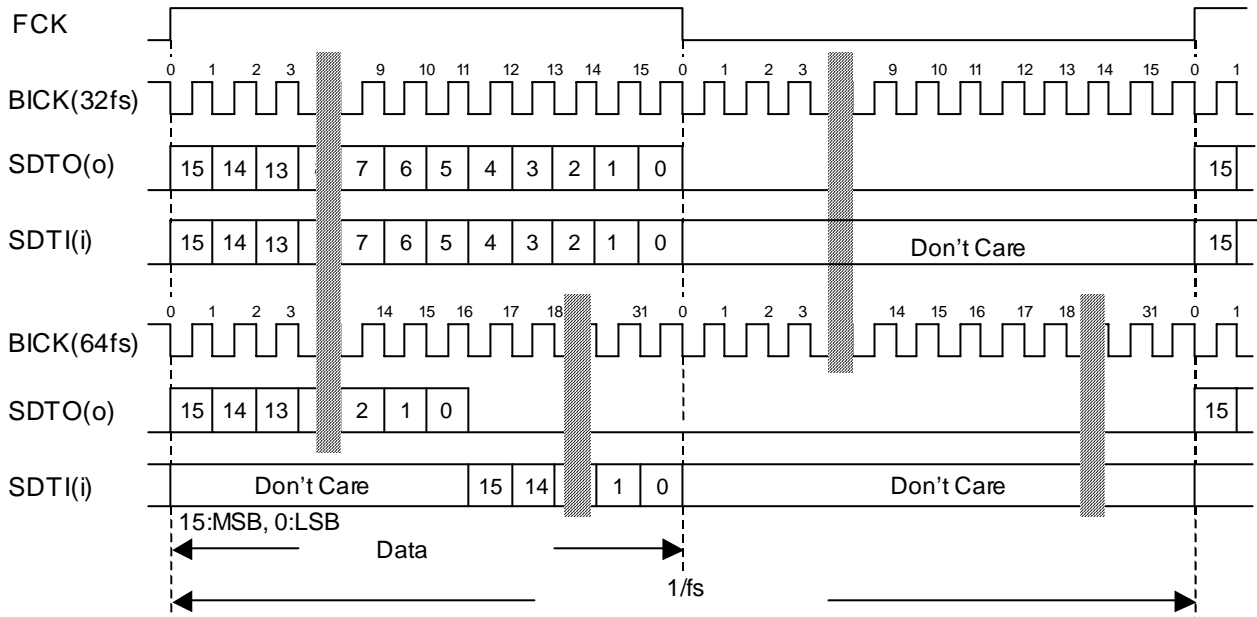 FCK
0 1 2 3 9 10 11 12 13 14 15 0 1 2 3 9 10 11 12 13 14 15 0 1
BICK(32fs)
SDTO(o) 15 14 13 7 6 5 4 3 2 1 0 15
SDTI(i) 15 14 13 7 6 5 4 3 2 1 0 Don't Care 15
0 1 2 3 14 15 16 17 18 31 0 1 2 3 14 15 16 17 18 31 0 1
BICK(64fs)
SDTO(o) 15 14 13 2 1 0 15
SDTI(i) Don't Care 15 14 1 0 Don't Care
15:MSB, 0:LSB
Data
1/fs